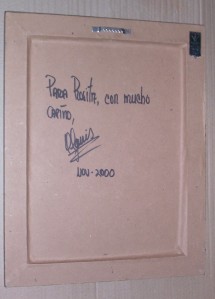 PARA ROSITA, con mucho
CARIÑO,
NOV-2000